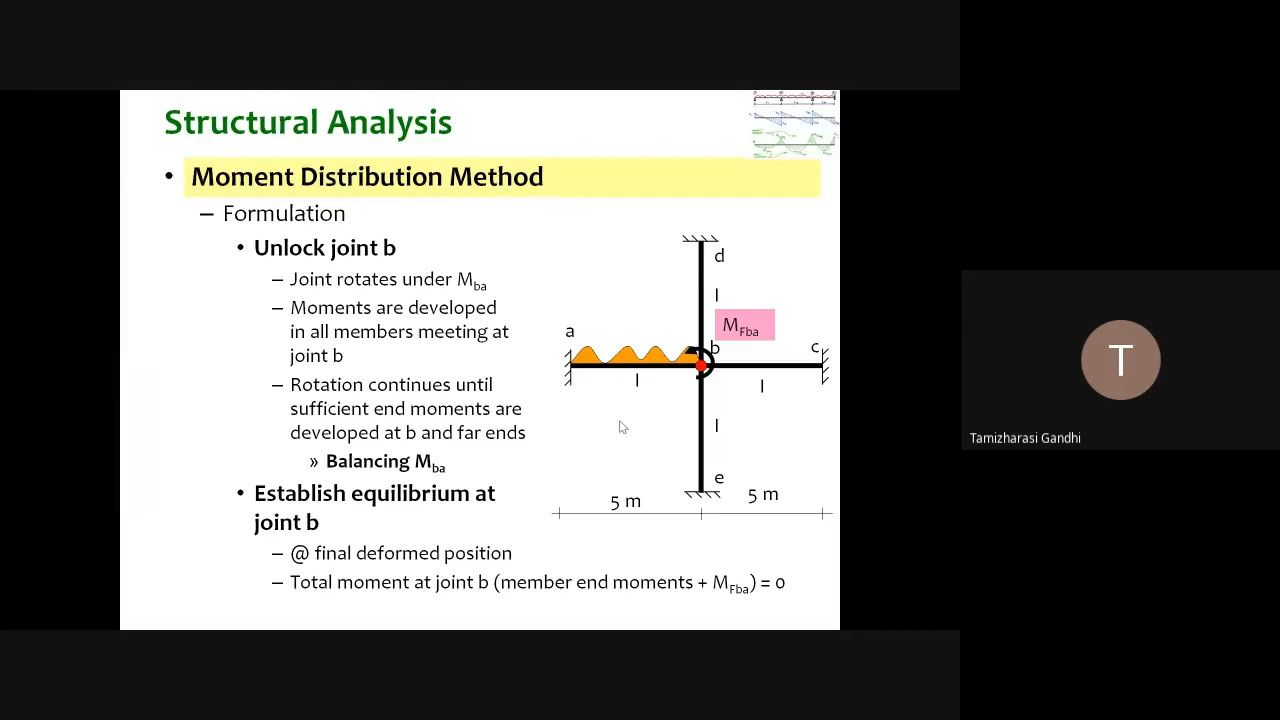 Structural Analysis
• Moment Distribution Method
– Formulation
• Unlock joint b
– Joint rotates under Mba
– Moments are developed
in all members meeting at
joint b
– Rotation continues until
sufficient end moments are
developed at b and far ends
» Balancing Mba
• Establish equilibrium at
joint b
– @ final deformed position
– Total moment at joint b (member end moments + MFba) = 0
d
I
MFba
a
b
c
I
I
I
e
5 m
5 m
T
Tamizharasi Gandhi